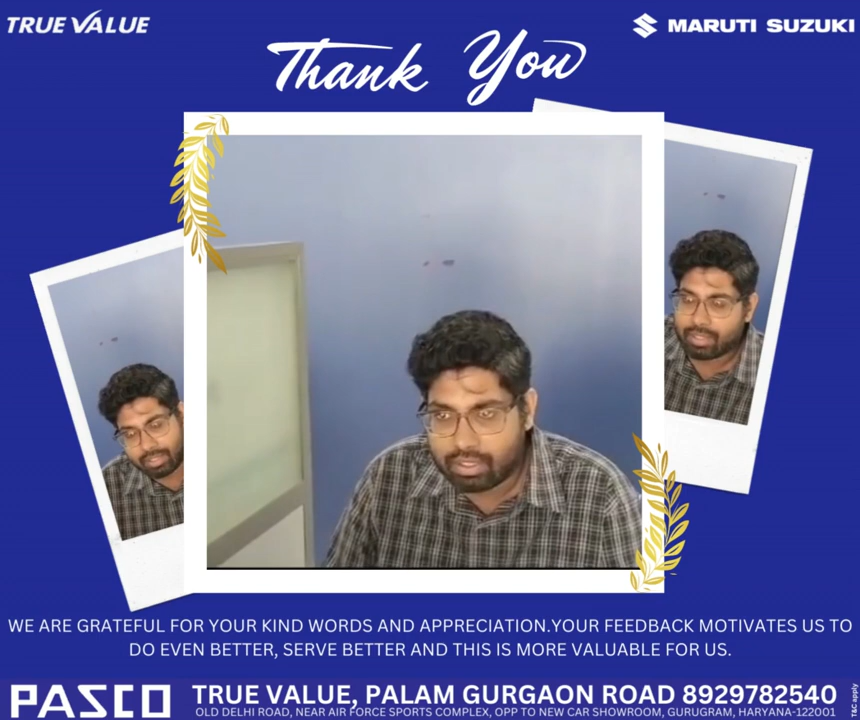 TRUE VALUE
MARUTI SUZUKI
Thank You
WE ARE GRATEFUL FOR YOUR KIND WORDS AND APPRECIATION.YOUR FEEDBACK MOTIVATES US TO
DO EVEN BETTER, SERVE BETTER AND THIS IS MORE VALUABLE FOR US.
PASCO
TRUE VALUE, PALAM GURGAON ROAD 8929782540
OLD DELHI ROAD, NEAR AIR FORCE SPORTS COMPLEX, OPP TO NEW CAR SHOWROOM, GURUGRAM, HARYANA-122001
T&C apply